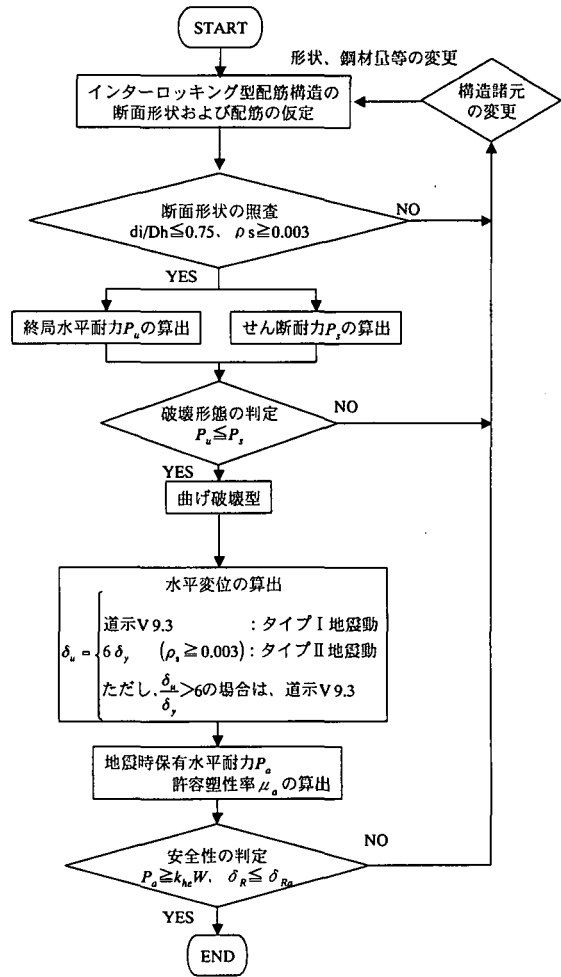 START
形状、鋼材量等の変更
インターロッキング型配筋構造の
断面形状および配筋の仮定
構造諸元
の変更
断面形状の照査
di/Dh≦0.75、ρs≧0.003
NO
YES
終局水平耐力Puの算出
せん断耐力Psの算出
破壊形態の判定
Pu≦Ps
NO
YES
曲げ破壊型
水平変位の算出
道示Ⅴ9.3 :タイプⅠ地震動
δu = 6δy (ρs≧0.003):タイプⅡ地震動
ただし、δu/δy>6の場合は、道示Ⅴ9.3
地震時保有水平耐力Pa
許容塑性率μaの算出
安全性の判定
Pa≧kheW、δR≦δRa
NO
YES
END